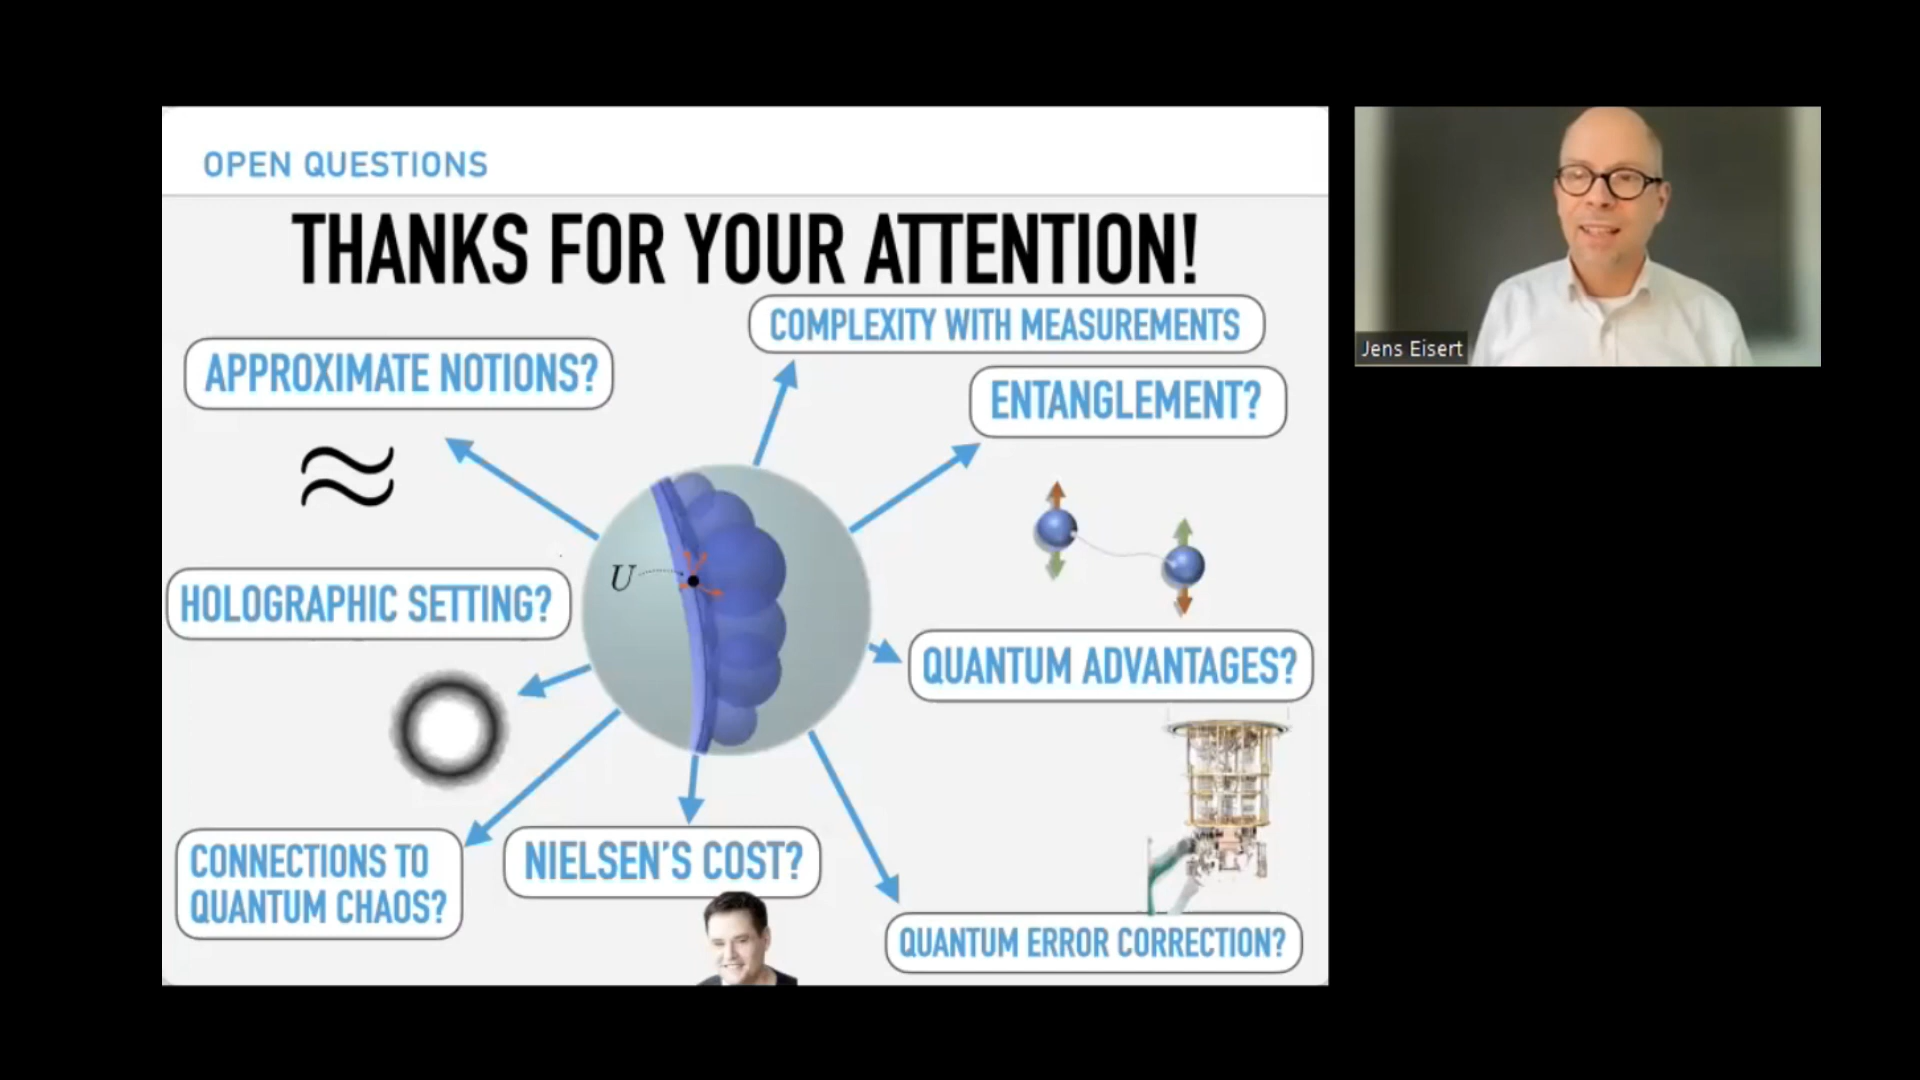 OPEN QUESTIONS
THANKS FOR YOUR ATTENTION!
COMPLEXITY WITH MEASUREMENTS
APPROXIMATE NOTIONS?
ENTANGLEMENT?
≈
U
HOLOGRAPHIC SETTING?
QUANTUM ADVANTAGES?
CONNECTIONS TO
QUANTUM CHAOS?
NIELSEN'S COST?
QUANTUM ERROR CORRECTION?
Jens Eisert